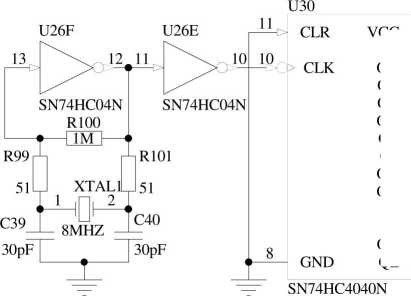 U30
U26F U26E 11 CLR
13 12 11 10 10 CLK
SN74HC04N SN74HC04N
R100
1M
R99 R101
51 XTAL1 51
1 2
C39 C40
8MHZ
30pF 30pF
8 GND
SN74HC4040N